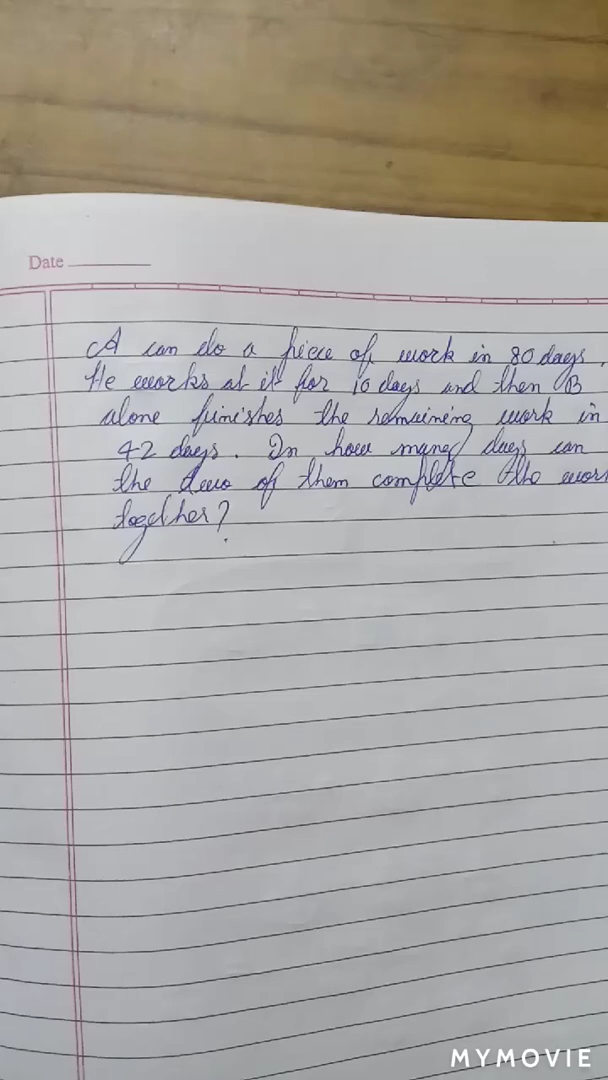 Date
A can do a piece of work in 80 days.
He works at it for 10 days and then B
alone funishes the remaining work in
42 days. In how many days can
the two of them complete the work
together?
MYMOVIE